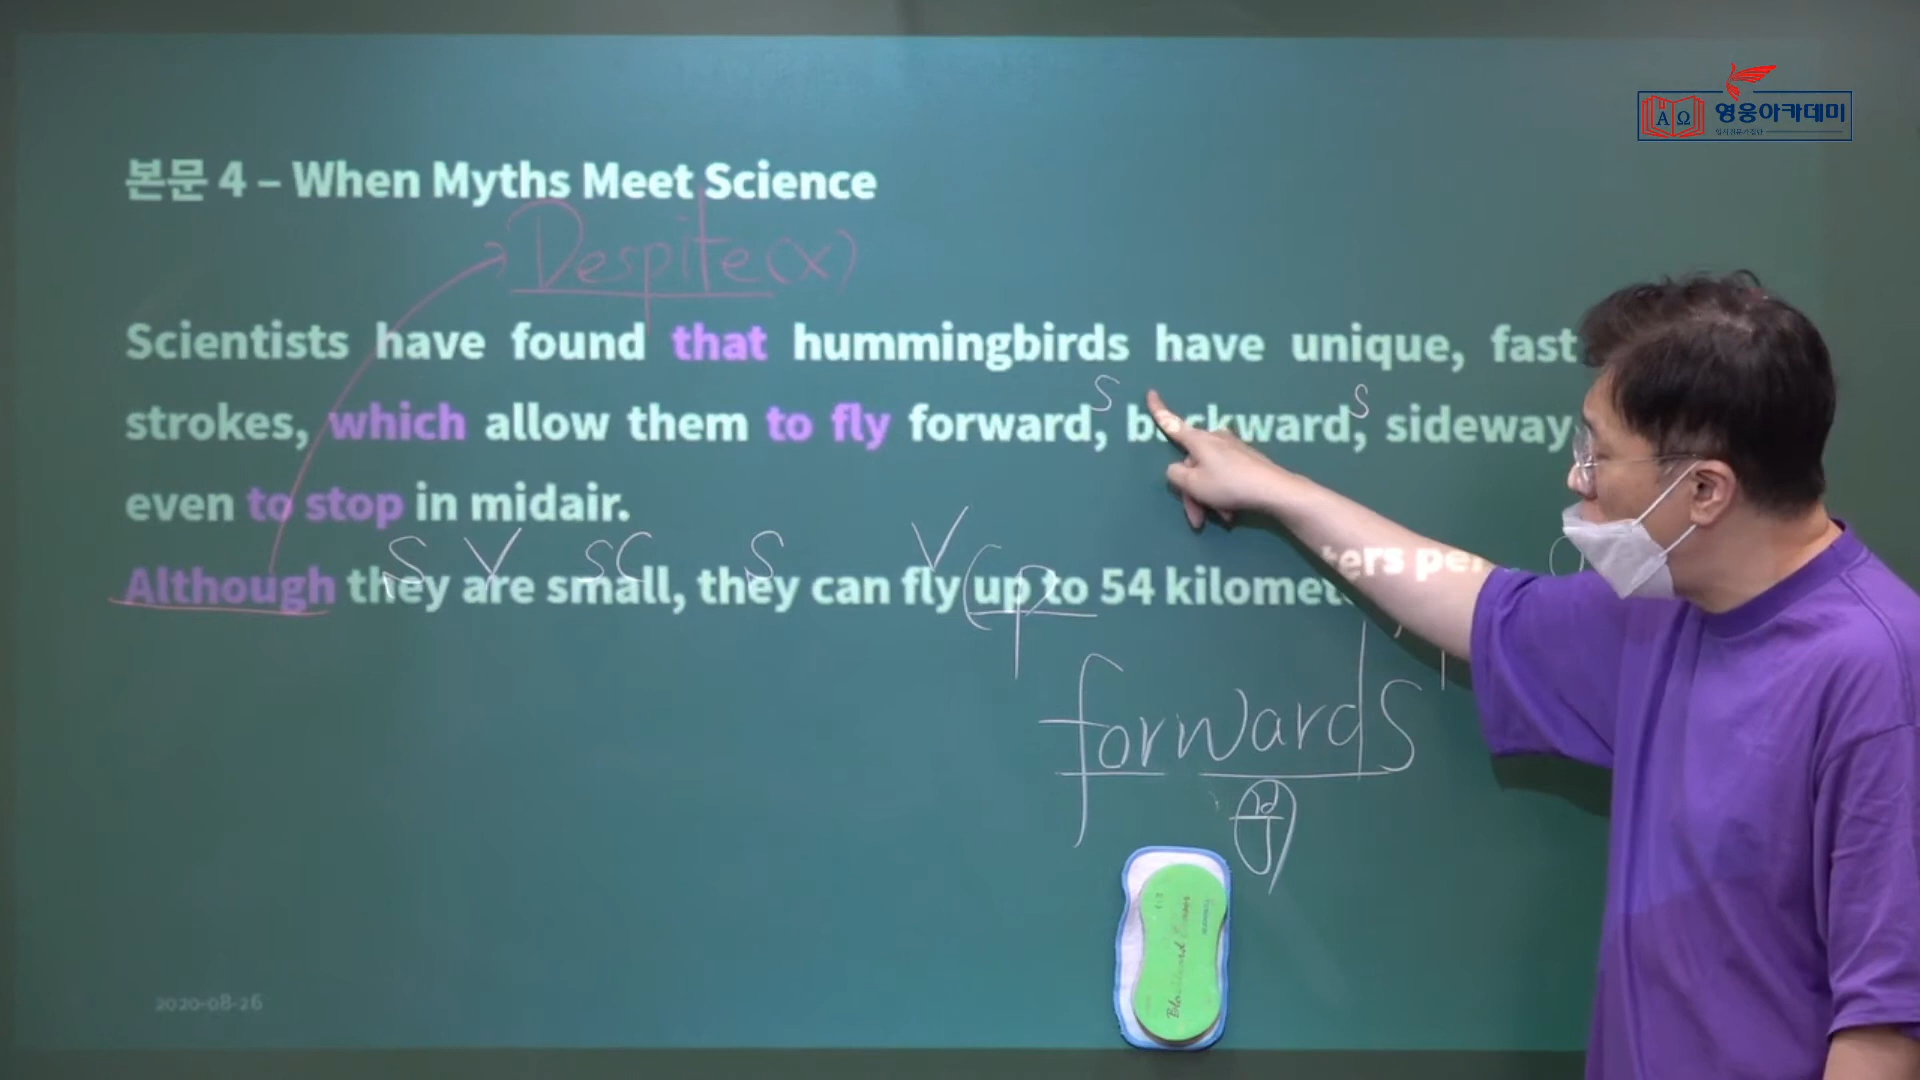 영웅아카데미
본문 4 – When Myths Meet Science
Despite(x)
Scientists have found that hummingbirds have unique, fast
s s
strokes, which allow them to fly forward, backward, sideway
even to stop in midair.
S V SC, S V
Although they are small, they can fly (up to 54 kilomet ters per
P
forwards
2020-08-26